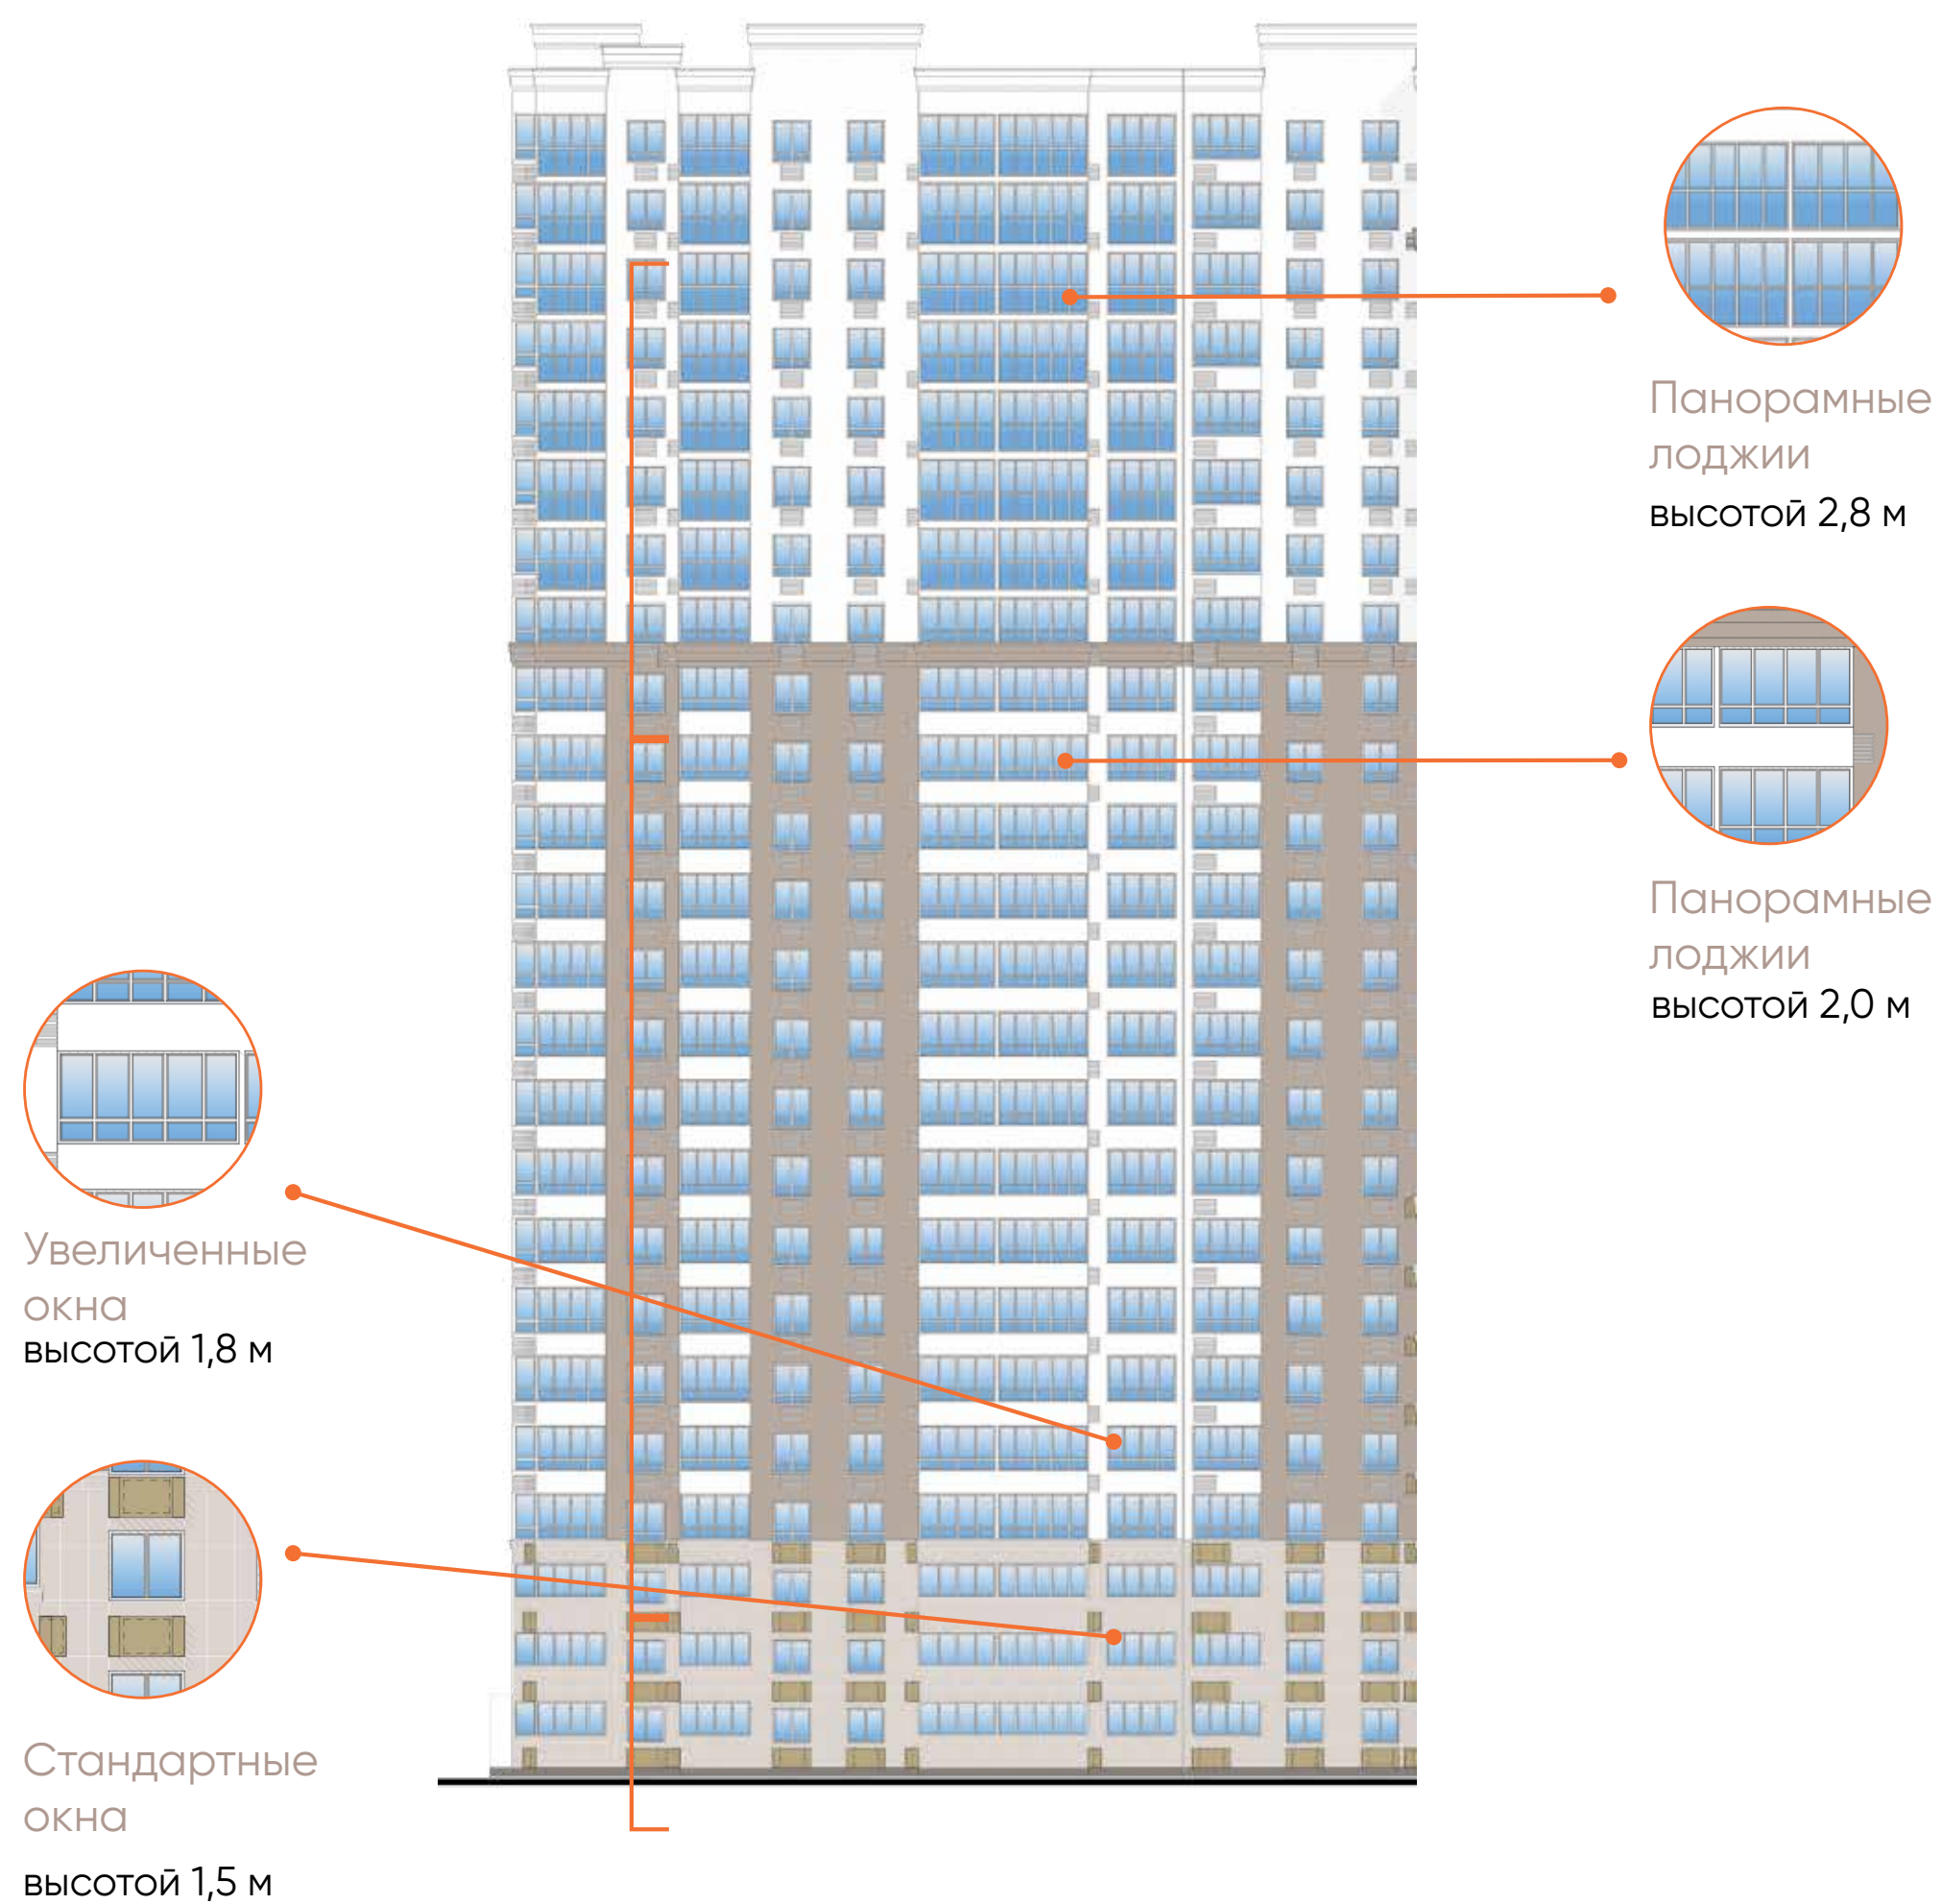 Панорамные
лоджии
высотой 2,8 м
Панорамные
лоджии
высотой 2,0 м
Увеличенные
окна
высотой 1,8 м
Стандартные
окна
высотой 1,5 м